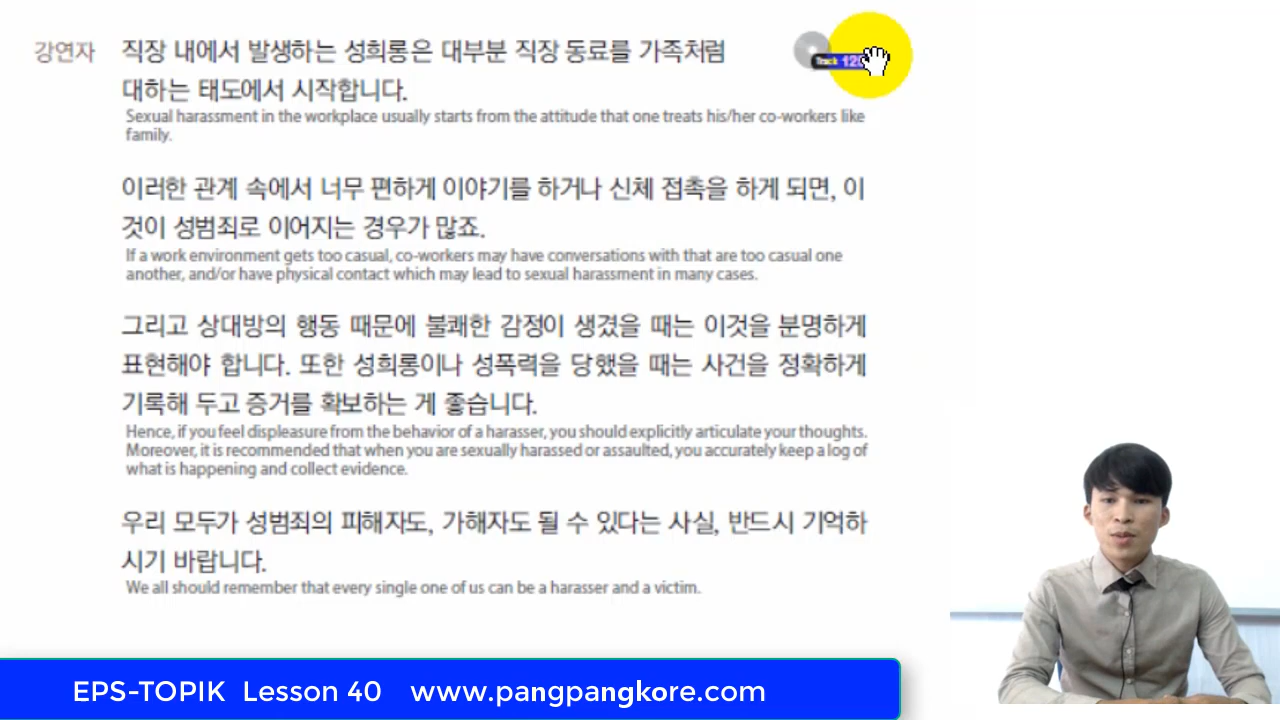 강연자 직장 내에서 발생하는 성희롱은 대부분 직장 동료를 가족처럼
대하는 태도에서 시작합니다.
Sexual harassment in the workplace usually starts from the attitude that one treats his/her co-workers like
family.
이러한 관계 속에서 너무 편하게 이야기를 하거나 신체 접촉을 하게 되면, 이
것이 성범죄로 이어지는 경우가 많죠.
If a work environment gets too casual, co-workers may have conversations with that are too casual one
another, and/or have physical contact which may lead to sexual harassment in many cases.
그리고 상대방의 행동 때문에 불쾌한 감정이 생겼을 때는 이것을 분명하게
표현해야 합니다. 또한 성희롱이나 성폭력을 당했을 때는 사건을 정확하게
기록해 두고 증거를 확보하는 게 좋습니다.
Hence, if you feel displeasure from the behavior of a harasser, you should explicitly articulate your thoughts.
Moreover, it is recommended that when you are sexually harassed or assaulted, you accurately keep a log of
what is happening and collect evidence.
우리 모두가 성범죄의 피해자도, 가해자도 될 수 있다는 사실, 반드시 기억하
시기 바랍니다.
We all should remember that every single one of us can be a harasser and a victim.
Track
EPS-TOPIK Lesson 40 www.pangpangkore.com